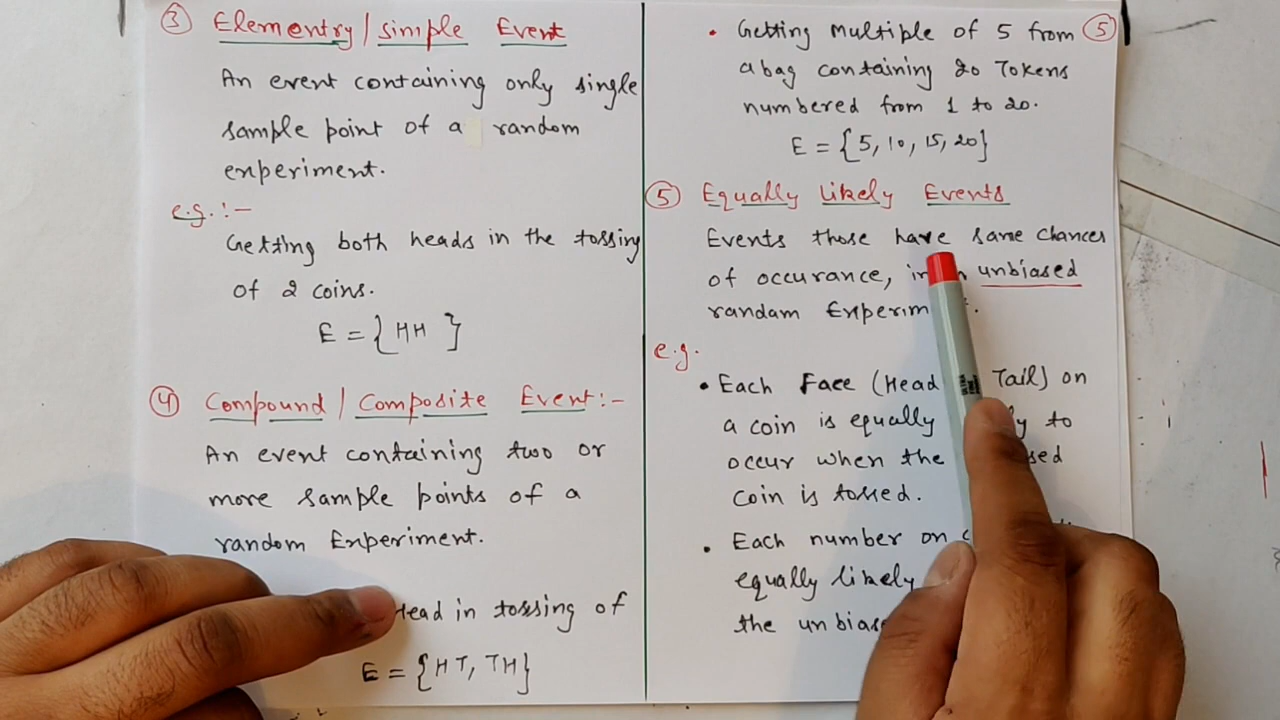 ③ Elementry/simple Event
An event containing only single
sample point of a random
experiment.
e.g.:-
Getting both heads in the tossing
of 2 coins.
E = {HH}
④ Compound/Composite Event:-
An event containing two or
more sample points of a
random Experiment.
Head in tossing of
E = {HT, TH}
⑤
• Getting Multiple of 5 from
a bag containing 20 Tokens
numbered from 1 to 20.
E = {5, 10, 15, 20}
⑤ Equally Likely Events
Events those have same chances
of occurance, unbiased
randam
e.g.
• Each Face (Head Tail) on
a coin is equally to
occur when the
coin is tossed.
• Each number on
equally likely
the